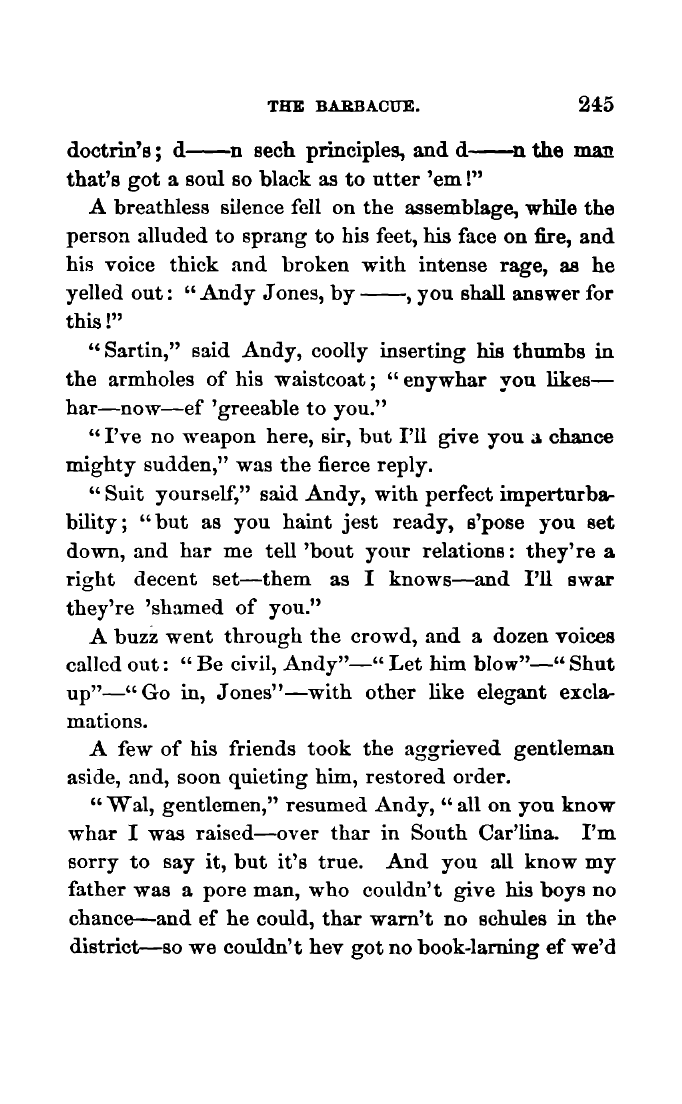 THE BARBACUE. 245
doctrin's; d——n sech principles, and d——n the man
that's got a soul so black as to utter 'em!"
A breathless silence fell on the assemblage, while the
person alluded to sprang to his feet, his face on fire, and
his voice thick and broken with intense rage, as he
yelled out: "Andy Jones, by ——, you shall answer for
this!"
"Sartin," said Andy, coolly inserting his thumbs in
the armholes of his waistcoat; "enywhar you likes—
har—now—ef 'greeable to you."
"I've no weapon here, sir, but I'll give you a chance
mighty sudden," was the fierce reply.
"Suit yourself," said Andy, with perfect imperturba-
bility; "but as you haint jest ready, s'pose you set
down, and har me tell 'bout your relations: they're a
right decent set—them as I knows—and I'll swar
they're 'shamed of you."
A buzz went through the crowd, and a dozen voices
called out: "Be civil, Andy"—"Let him blow"—"Shut
up"—"Go in, Jones"—with other like elegant excla-
mations.
A few of his friends took the aggrieved gentleman
aside, and, soon quieting him, restored order.
"Wal, gentlemen," resumed Andy, "all on you know
whar I was raised—over thar in South Car'lina. I'm
sorry to say it, but it's true. And you all know my
father was a pore man, who couldn't give his boys no
chance—and ef he could, thar warn't no schules in the
district—so we couldn't hev got no book-larning ef we'd